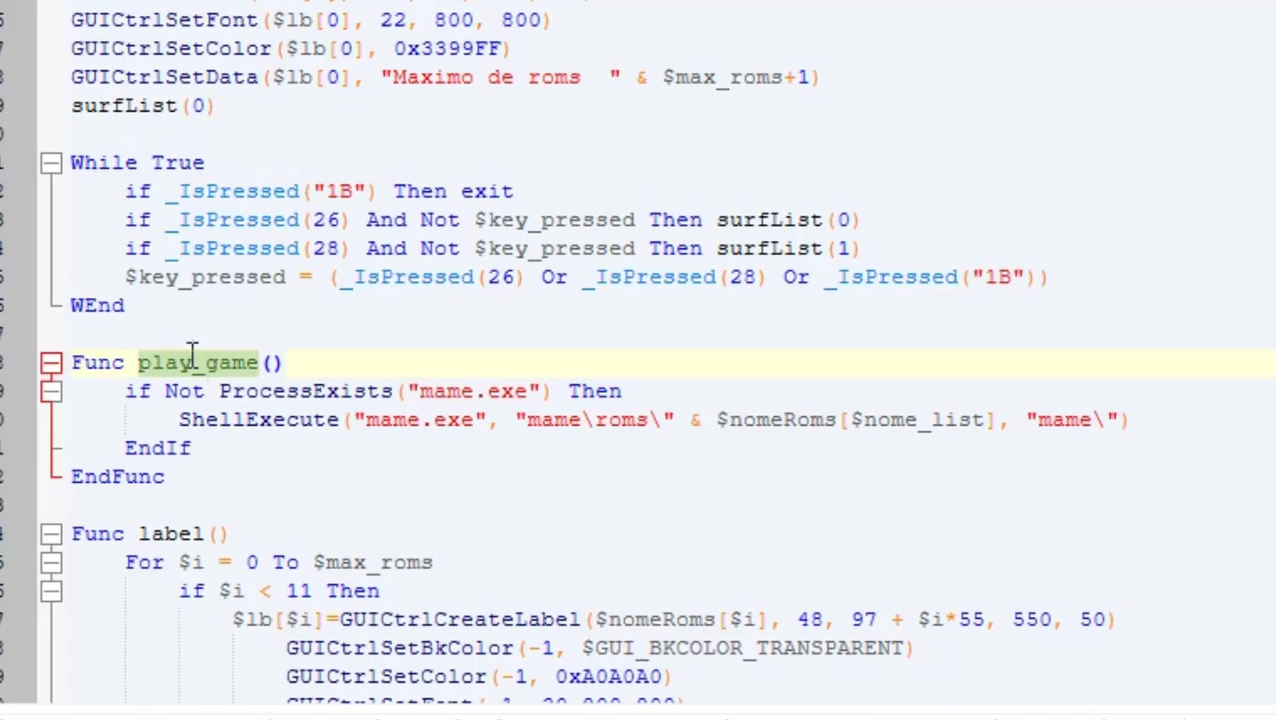 GUICtrlSetFont($lb[0], 22, 800, 800)
GUICtrlSetColor($lb[0], 0x3399FF)
GUICtrlSetData($lb[0], "Maximo de roms  " & $max_roms+1)
surfList(0)
While True
if _IsPressed("1B") Then exit
if _IsPressed(26) And Not $key_pressed Then surfList(0)
if _IsPressed(28) And Not $key_pressed Then surfList(1)
$key_pressed = (_IsPressed(26) Or _IsPressed(28) Or _IsPressed("1B"))
WEnd
Func play_game()
if Not ProcessExists("mame.exe") Then
ShellExecute("mame.exe", "mame\roms\" & $nomeRoms[$nome_list], "mame\")
EndIf
EndFunc
Func label()
For $i = 0 To $max_roms
if $i < 11 Then
$lb[$i]=GUICtrlCreateLabel($nomeRoms[$i], 48, 97 + $i*55, 550, 50)
GUICtrlSetBkColor(-1, $GUI_BKCOLOR_TRANSPARENT)
GUICtrlSetColor(-1, 0xA0A0A0)